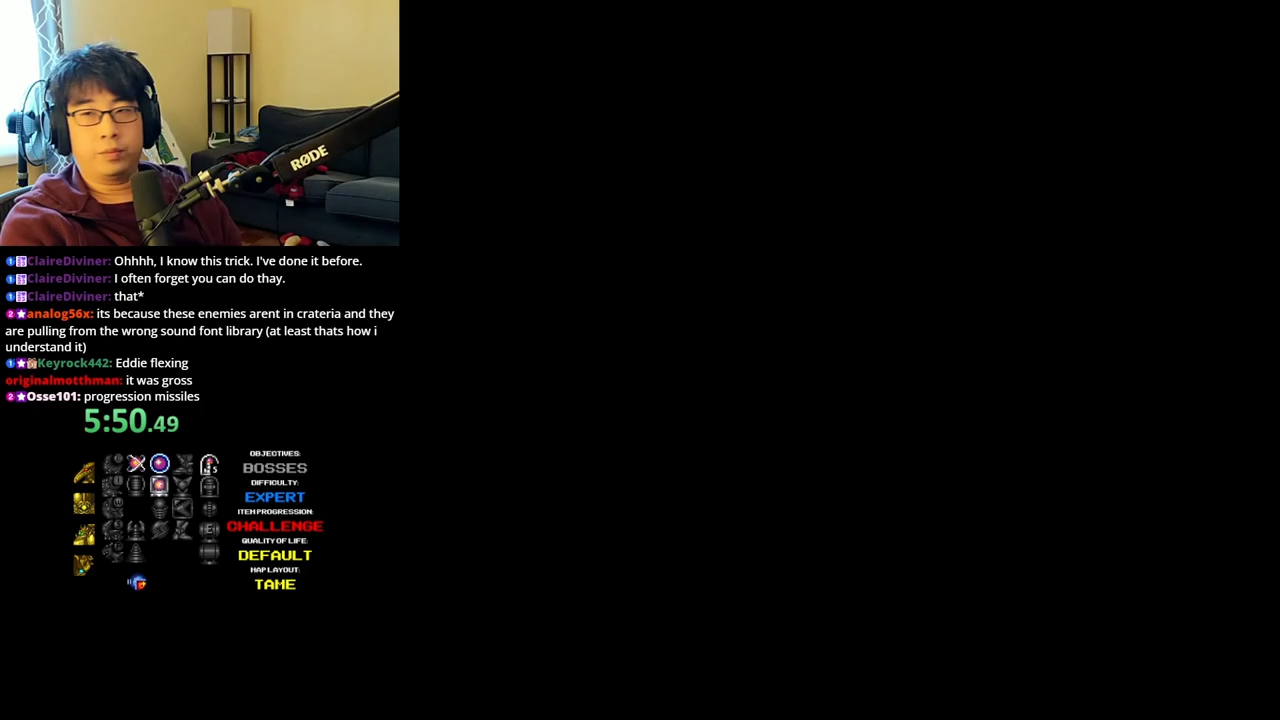 RØDE
ClaireDiviner: Ohhhh, I know this trick. I've done it before.
ClaireDiviner: I often forget you can do thay.
ClaireDiviner: that*
analog56x: its because these enemies arent in crateria and they
are pulling from the wrong sound font library (at least thats how i
understand it)
Keyrock442: Eddie flexing
originalmotthman: it was gross
Osse101: progression missiles
5:50.49
5
OBJECTIVES:
BOSSES
DIFFICULTY:
EXPERT
ITEM PROGRESSION:
CHALLENGE
QUALITY OF LIFE:
DEFAULT
MAP LAYOUT:
TAME